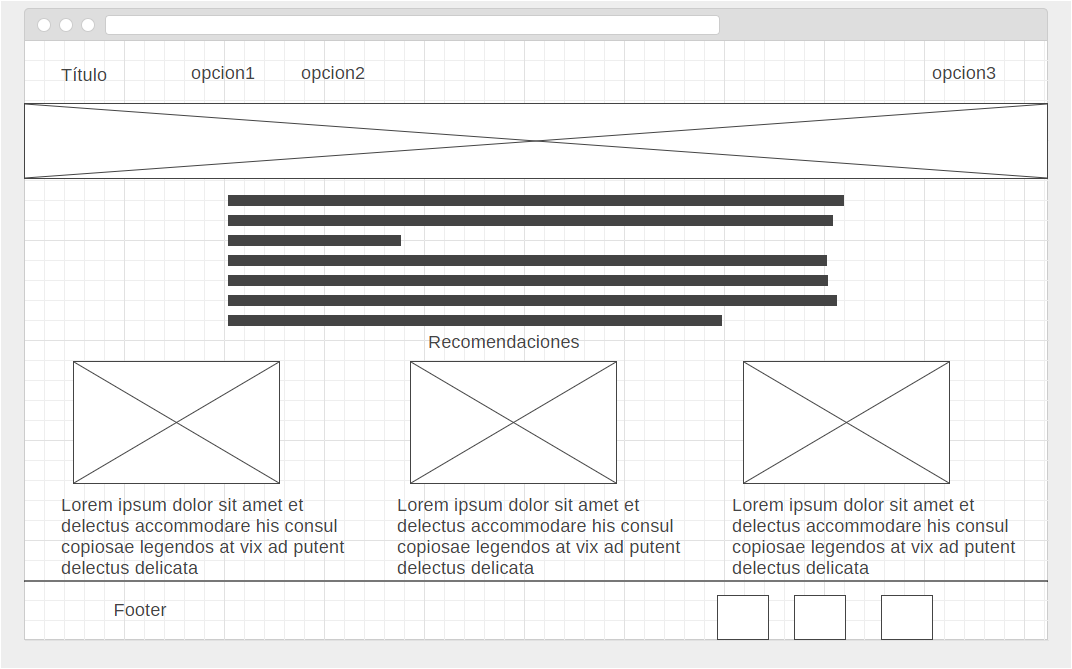 Título opcion1 opcion2 opcion3
Recomendaciones
Lorem ipsum dolor sit amet et
delectus accommodare his consul
copiosae legendos at vix ad putent
delectus delicata
Lorem ipsum dolor sit amet et
delectus accommodare his consul
copiosae legendos at vix ad putent
delectus delicata
Lorem ipsum dolor sit amet et
delectus accommodare his consul
copiosae legendos at vix ad putent
delectus delicata
Footer